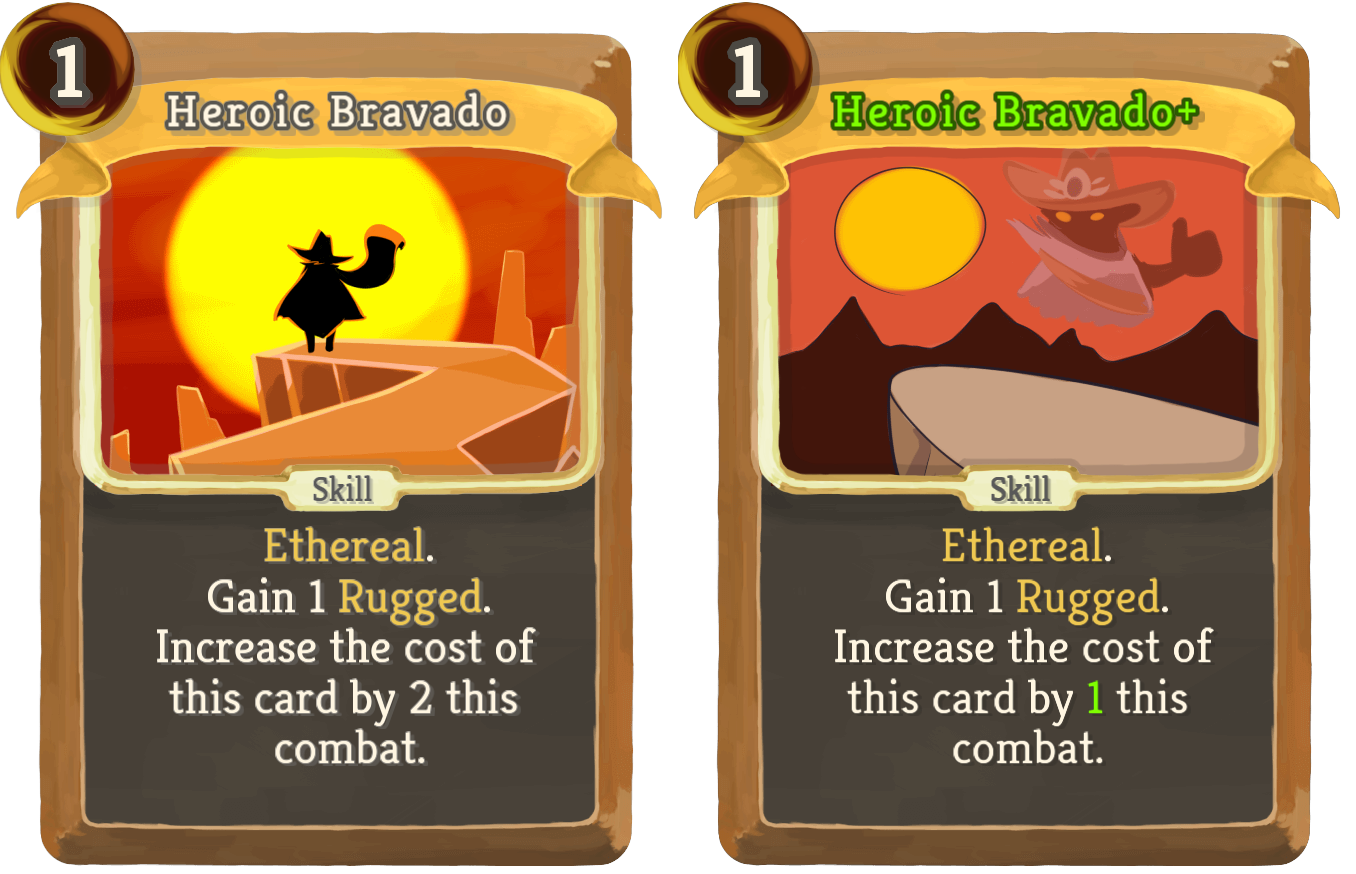 1
Heroic Bravado
Skill
Ethereal.
Gain 1 Rugged.
Increase the cost of
this card by 2 this
combat.
1
Heroic Bravado+
Skill
Ethereal.
Gain 1 Rugged.
Increase the cost of
this card by 1 this
combat.